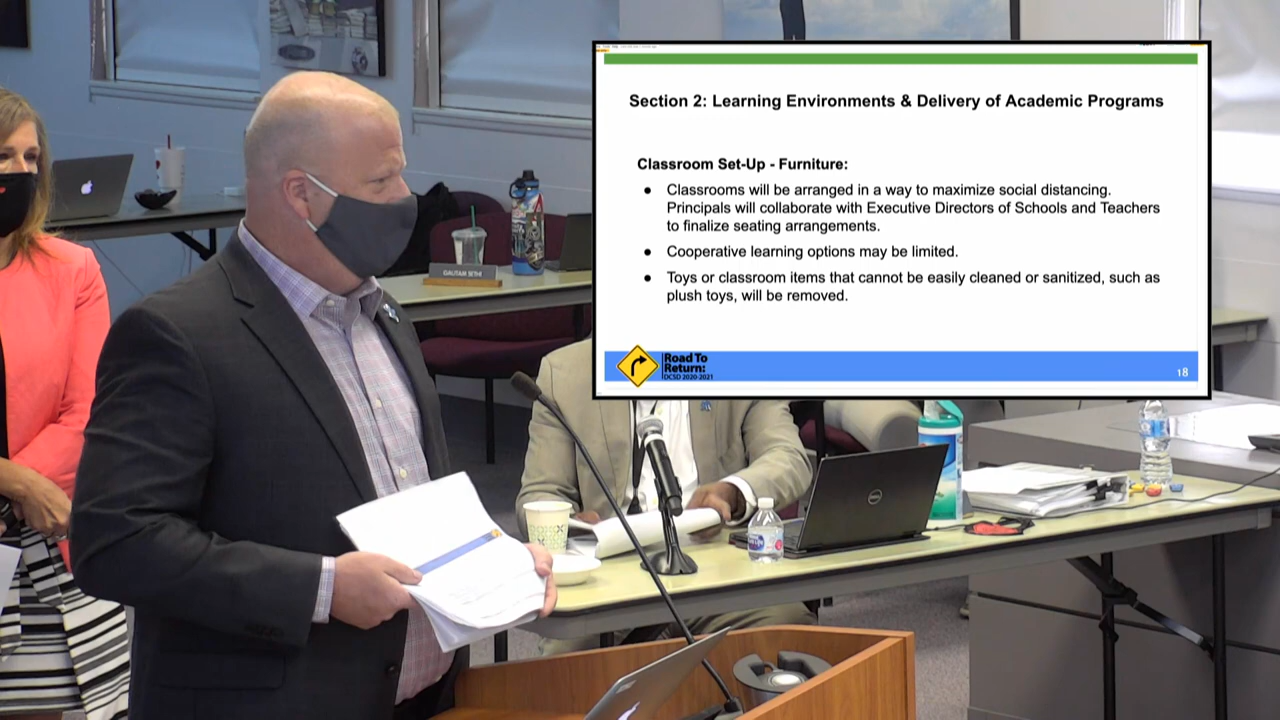 Section 2: Learning Environments & Delivery of Academic Programs
Classroom Set-Up - Furniture:
● Classrooms will be arranged in a way to maximize social distancing.
Principals will collaborate with Executive Directors of Schools and Teachers
to finalize seating arrangements.
● Cooperative learning options may be limited.
● Toys or classroom items that cannot be easily cleaned or sanitized, such as
plush toys, will be removed.
Road To
Return:
DCSD 2020-2021
18
GAUTAM SETHI
DELL